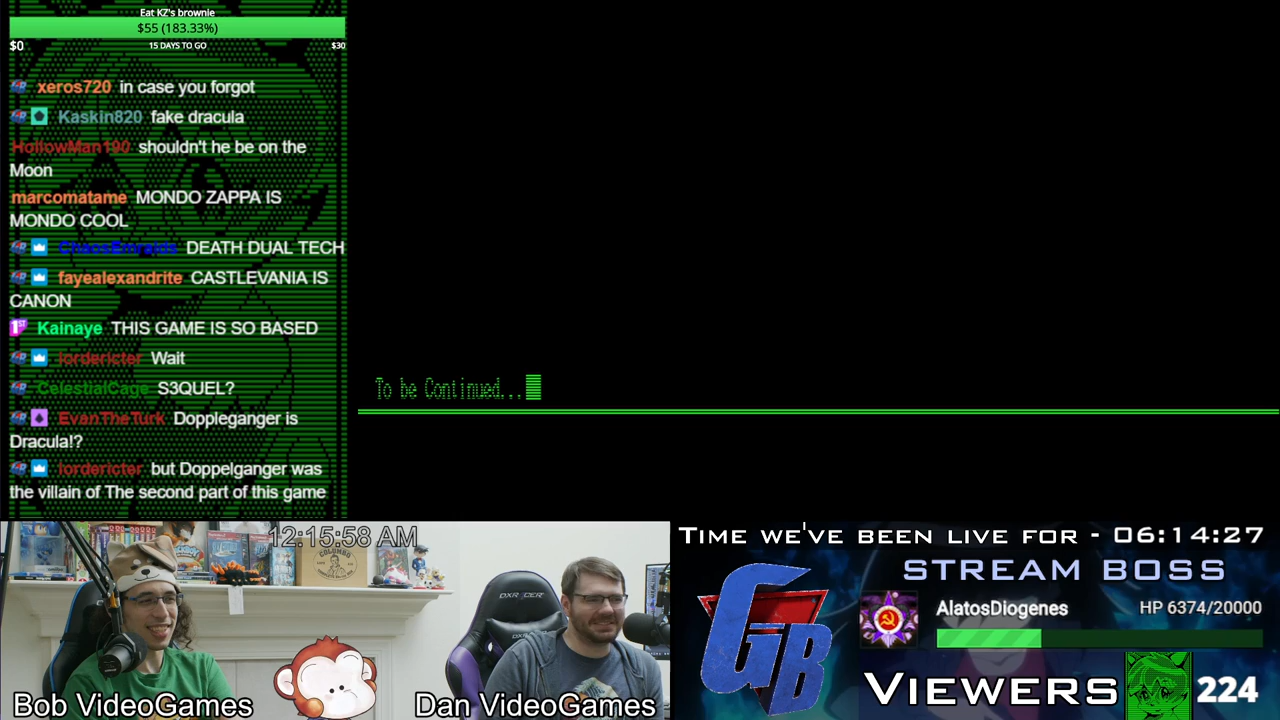 Eat KZ's brownie
$55 (183.33%)
$0 15 DAYS TO GO $30
xeros720 in case you forgot
Kaskin820 fake dracula
HollowMan190 shouldn't he be on the
Moon
marcomatame MONDO ZAPPA IS
MONDO COOL
DEATH DUAL TECH
fayealexandrite CASTLEVANIA IS
CANON
1ST Kainaye THIS GAME IS SO BASED
lordericter Wait
CelestialCage S3QUEL?
EvanTheTurk Doppleganger is
Dracula!?
lordericter but Doppelganger was
the villain of The second part of this game
To be Continued...
12:15:58 AM
COLUMBO
DXRACER
Bob VideoGames
Dan VideoGames
TIME WE'VE BEEN LIVE FOR - 06:14:27
STREAM BOSS
AlatosDiogenes HP 6374/20000
GB
VIEWERS 224